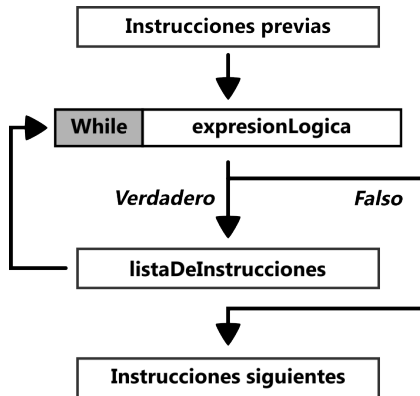 Instrucciones previas
While expresionLogica
Verdadero Falso
listaDeInstrucciones
Instrucciones siguientes